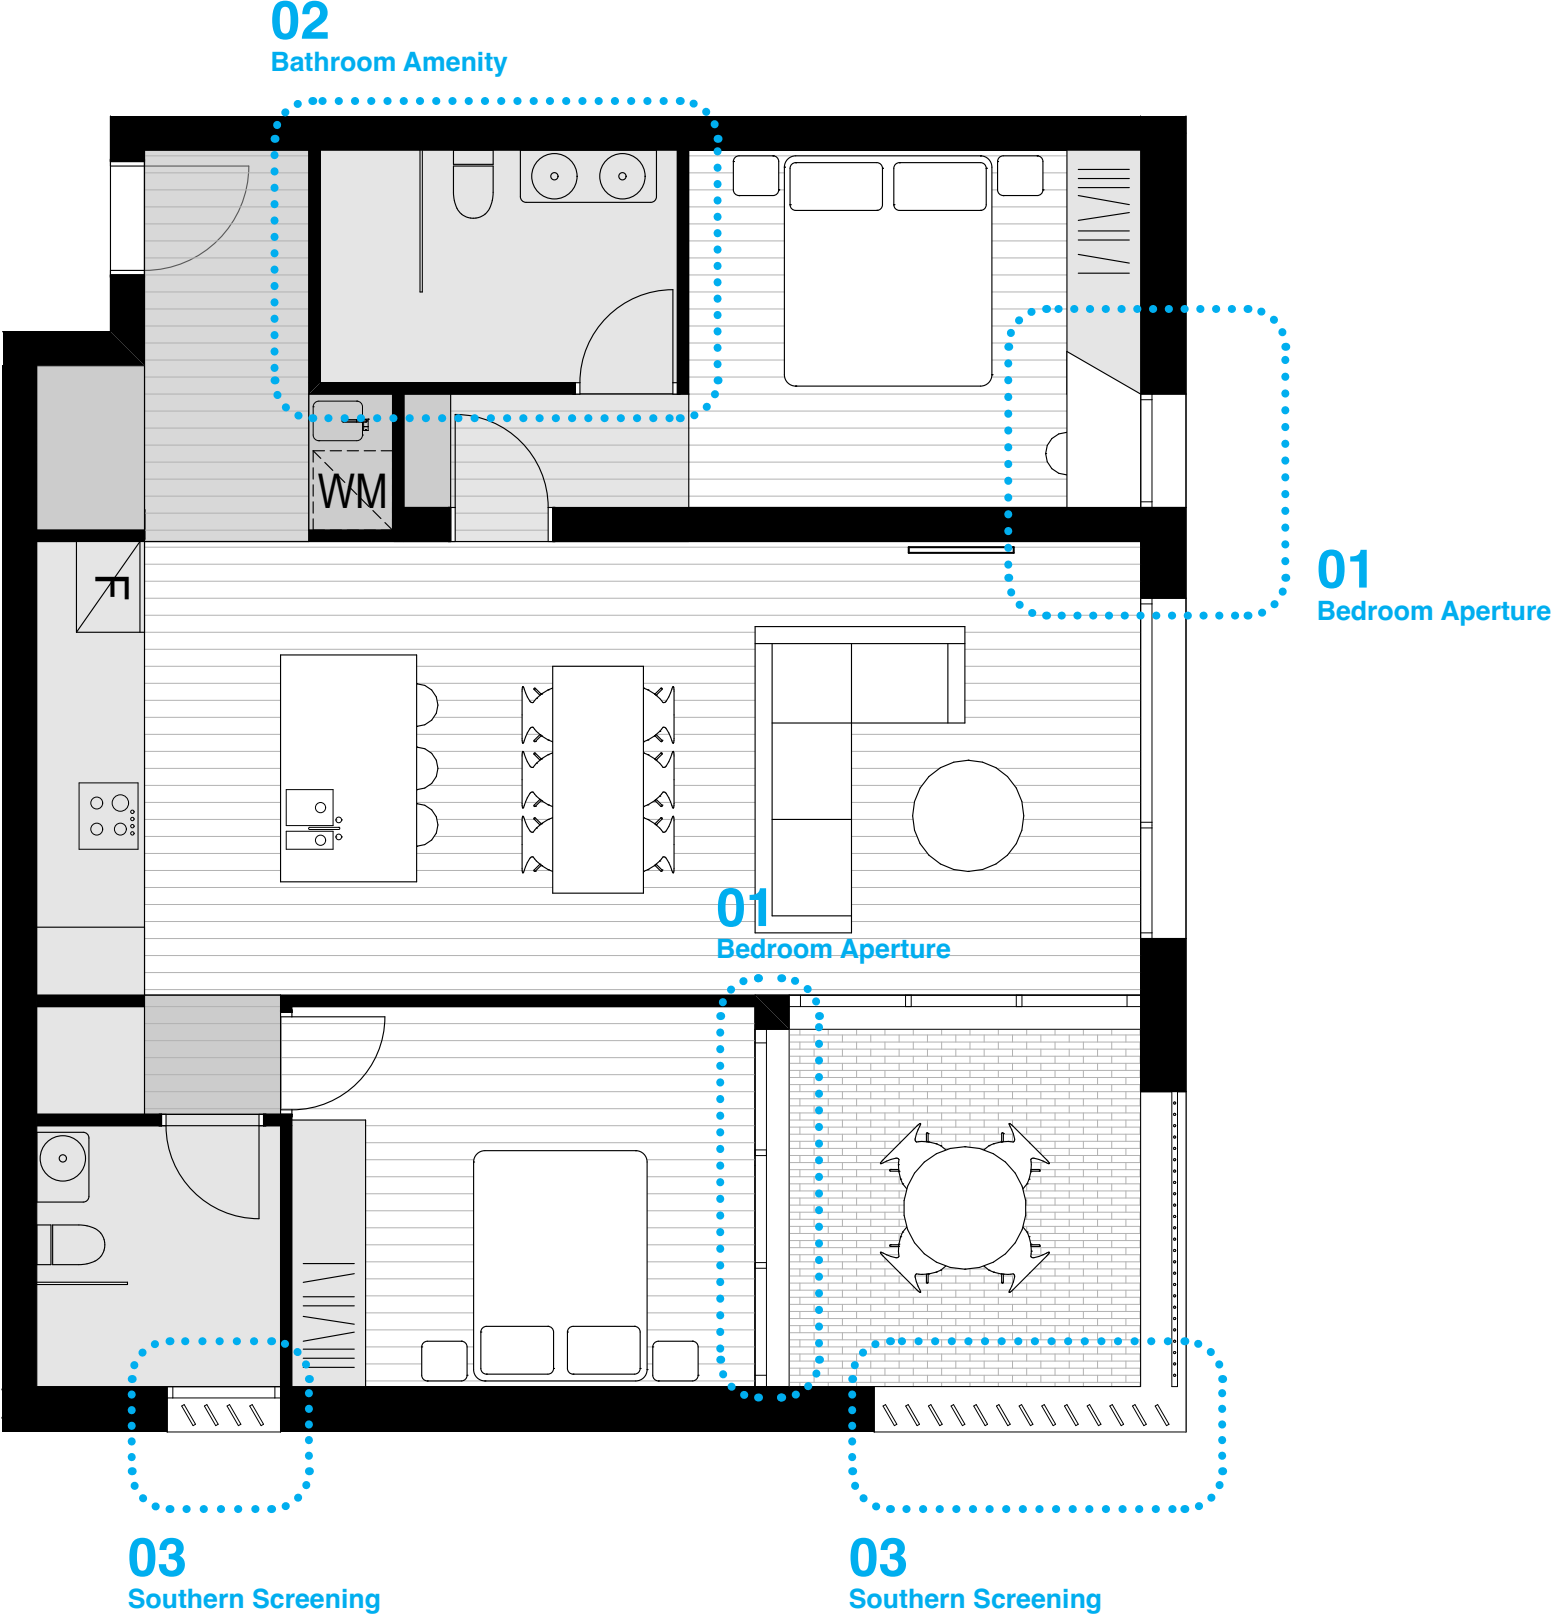 02
Bathroom Amenity
WM
F
01
Bedroom Aperture
01
Bedroom Aperture
03
Southern Screening
03
Southern Screening